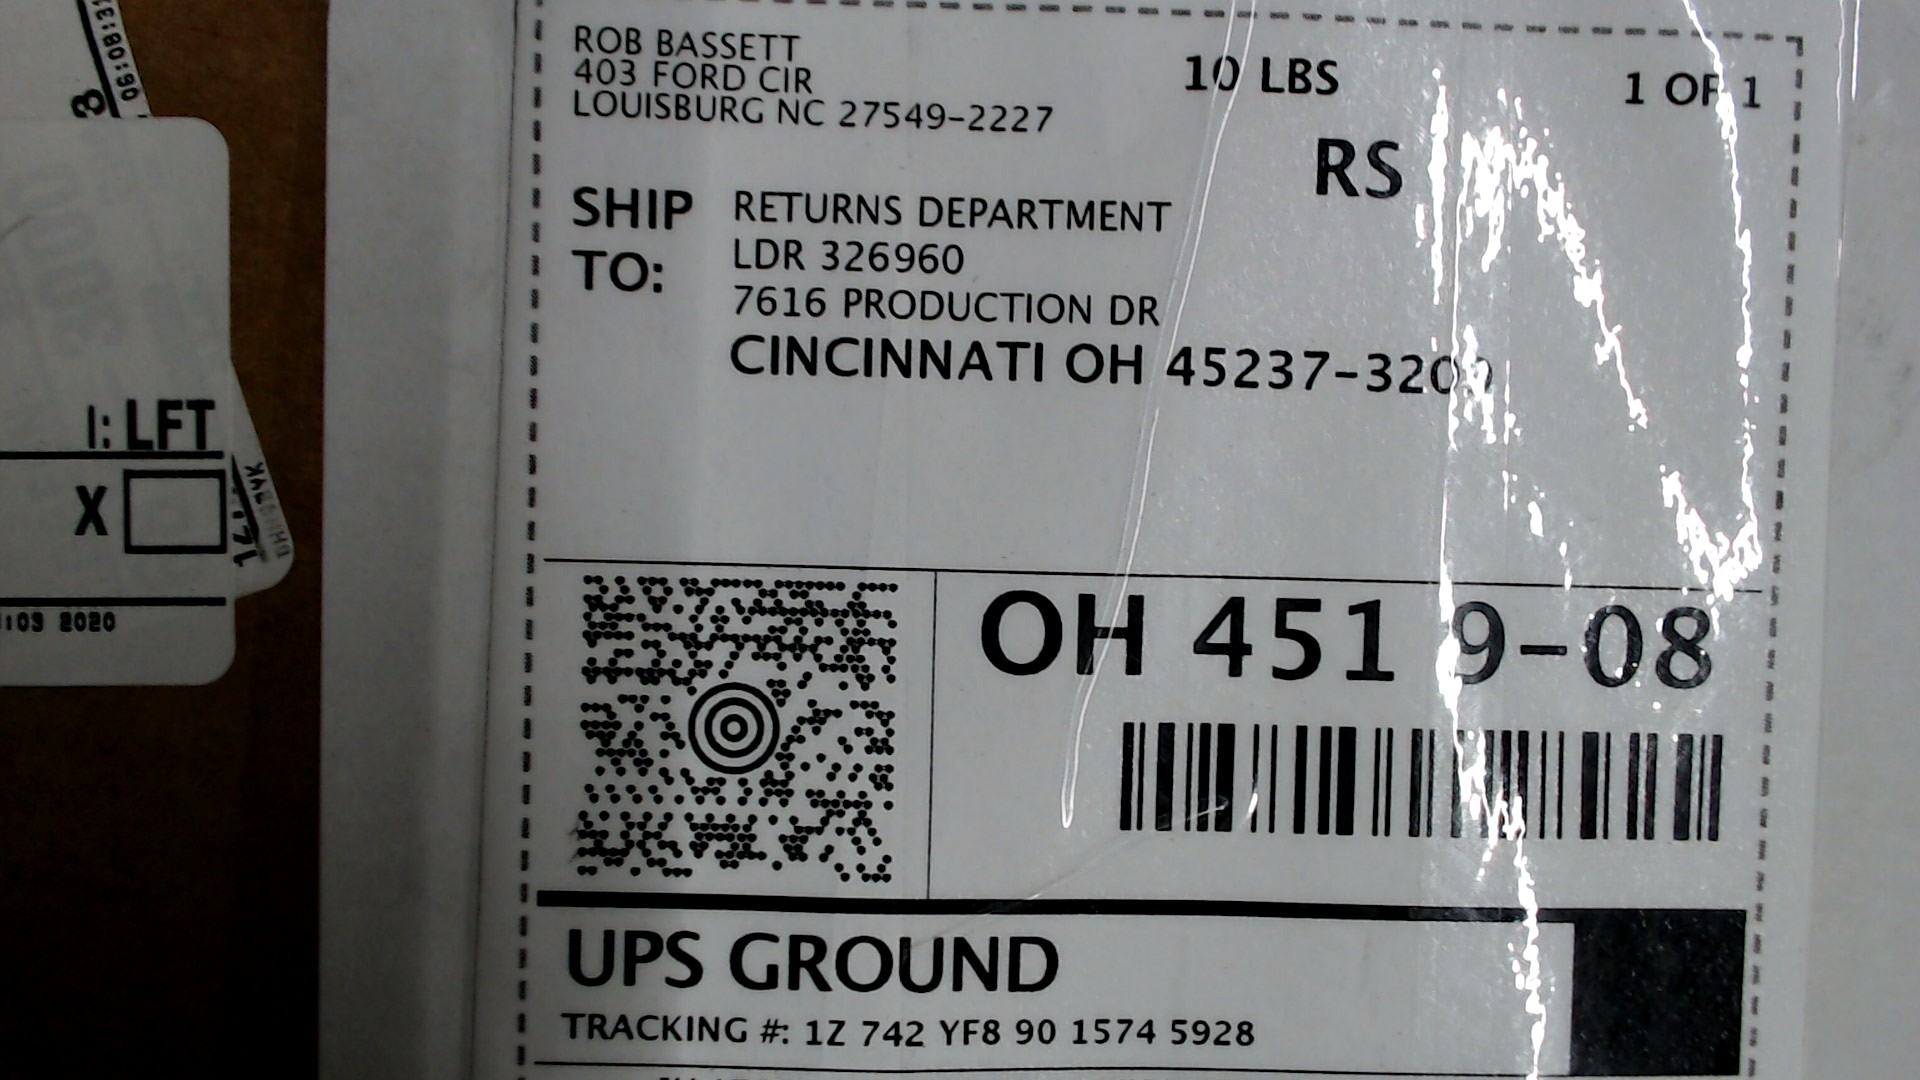 ROB BASSETT
403 FORD CIR
LOUISBURG NC 27549-2227
10 LBS
1 OF 1
RS
SHIP TO:
RETURNS DEPARTMENT
LDR 326960
7616 PRODUCTION DR
CINCINNATI OH
OH 451 9-08
UPS GROUND
TRACKING #: 1Z 742 YF8 90 1574 5928
I: LFT
X
:03 2020
3